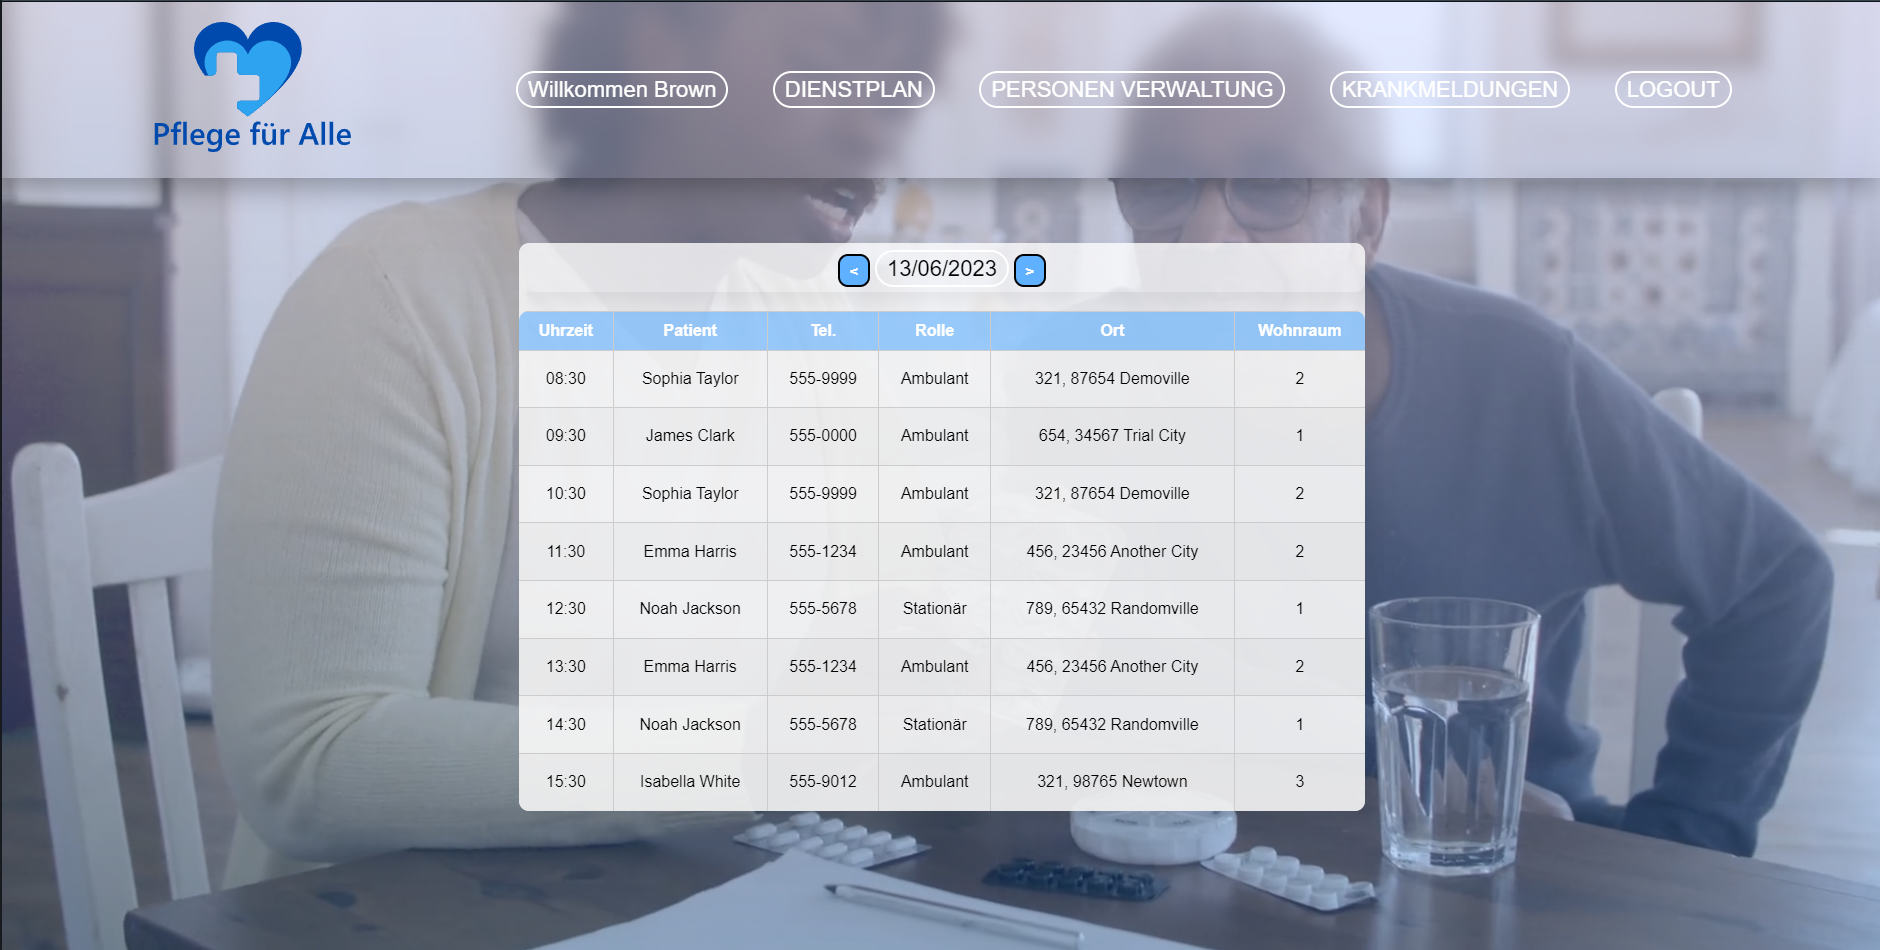 Pflege für Alle
Willkommen Brown DIENSTPLAN PERSONEN VERWALTUNG KRANKMELDUNGEN LOGOUT
< 13/06/2023 >
Uhrzeit Patient Tel. Rolle Ort Wohnraum
08:30 Sophia Taylor 555-9999 Ambulant 321, 87654 Demoville 2
09:30 James Clark 555-0000 Ambulant 654, 34567 Trial City 1
10:30 Sophia Taylor 555-9999 Ambulant 321, 87654 Demoville 2
11:30 Emma Harris 555-1234 Ambulant 456, 23456 Another City 2
12:30 Noah Jackson 555-5678 Stationär 789, 65432 Randomville 1
13:30 Emma Harris 555-1234 Ambulant 456, 23456 Another City 2
14:30 Noah Jackson 555-5678 Stationär 789, 65432 Randomville 1
15:30 Isabella White 555-9012 Ambulant 321, 98765 Newtown 3